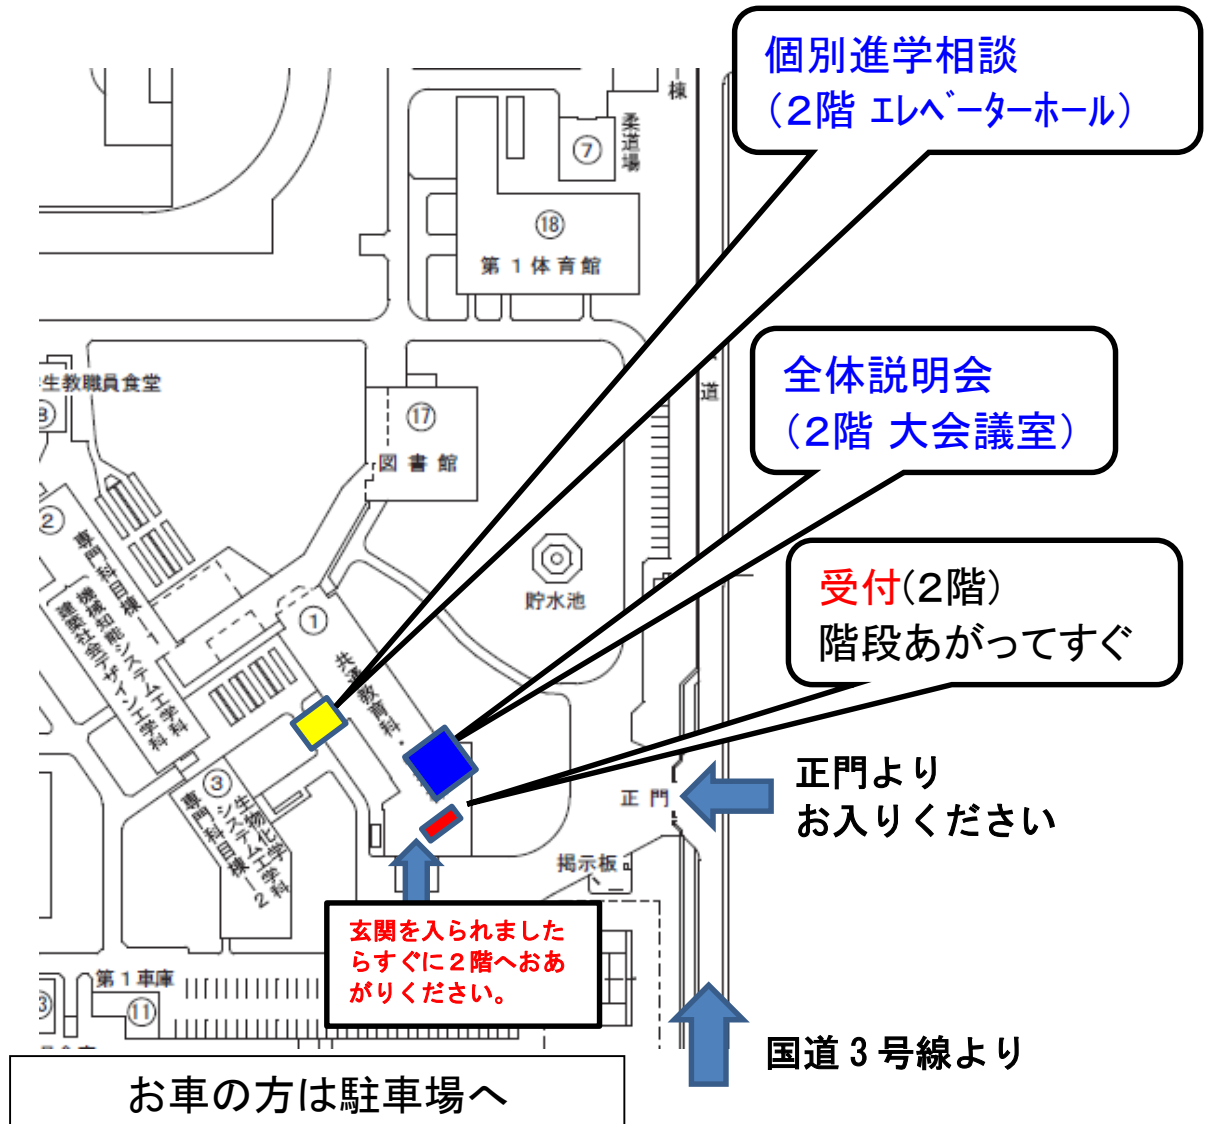 個別進学相談
（２階 エレベーターホール）
棟
柔道場
⑦
⑱
第１体育館
全体説明会
（２階 大会議室）
道
生教職員食堂
⑰
図書館
②
専門科目棟－１
機械知能システム工学科
建築社会デザイン工学科
貯水池
①
共通教育科・
受付(２階)
階段あがってすぐ
③
専門科目棟－２
生物化学
システム工学科
正門
正門より
お入りください
掲示板
玄関を入られました
らすぐに２階へおあ
がりください。
第１車庫
⑪
国道３号線より
お車の方は駐車場へ